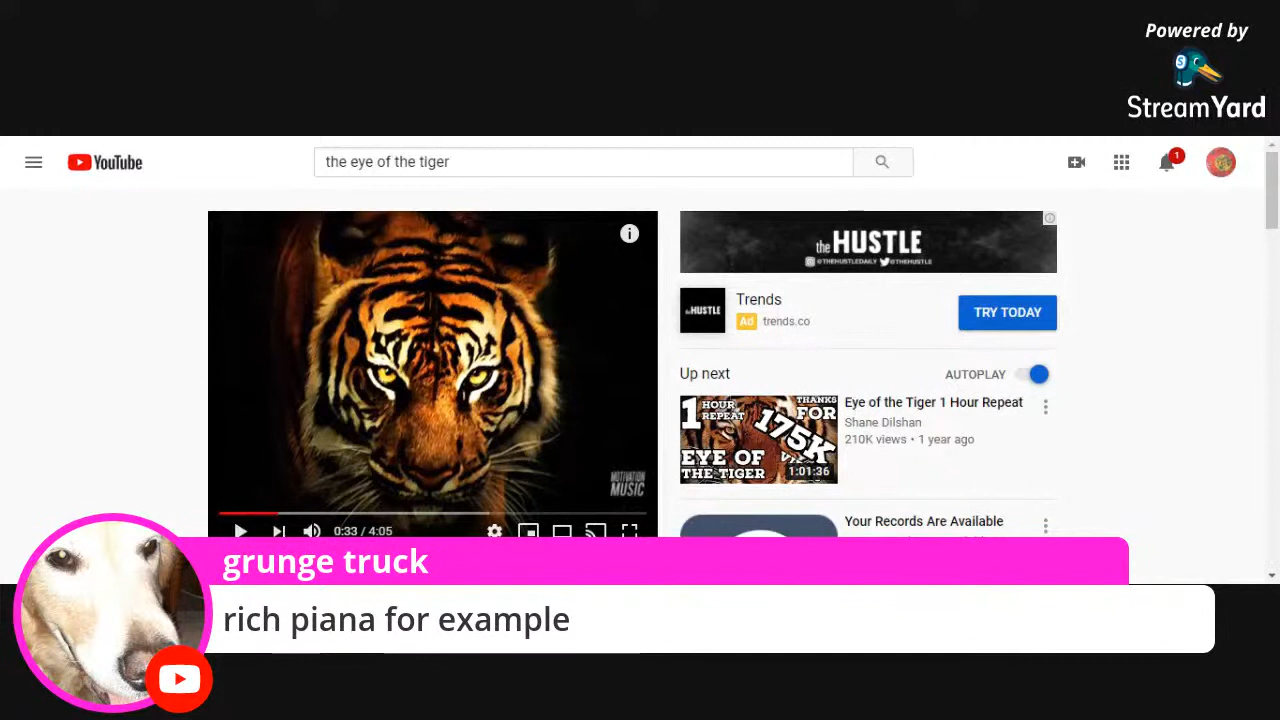 Powered by
StreamYard
YouTube
the eye of the tiger
1
i
the HUSTLE
@THEHUSTLEDAILY @THEHUSTLE
the HUSTLE
Trends
Ad trends.co
TRY TODAY
Up next
AUTOPLAY
1 HOUR REPEAT
THANKS FOR
175K
EYE OF
THE TIGER
1:01:36
Eye of the Tiger 1 Hour Repeat
Shane Dilshan
210K views • 1 year ago
MOTIVATION
MUSIC
0:33 / 4:05
Your Records Are Available
grunge truck
rich piana for example